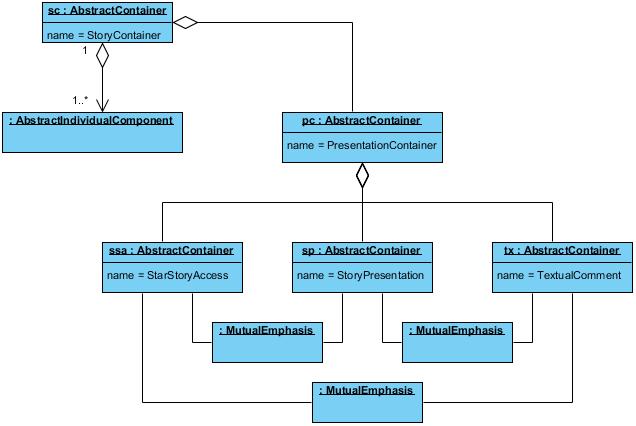 sc : AbstractContainer
name = StoryContainer
1
1..*
: AbstractIndividualComponent
pc : AbstractContainer
name = PresentationContainer
ssa : AbstractContainer
name = StarStoryAccess
sp : AbstractContainer
name = StoryPresentation
tx : AbstractContainer
name = TextualComment
: MutualEmphasis
: MutualEmphasis
: MutualEmphasis